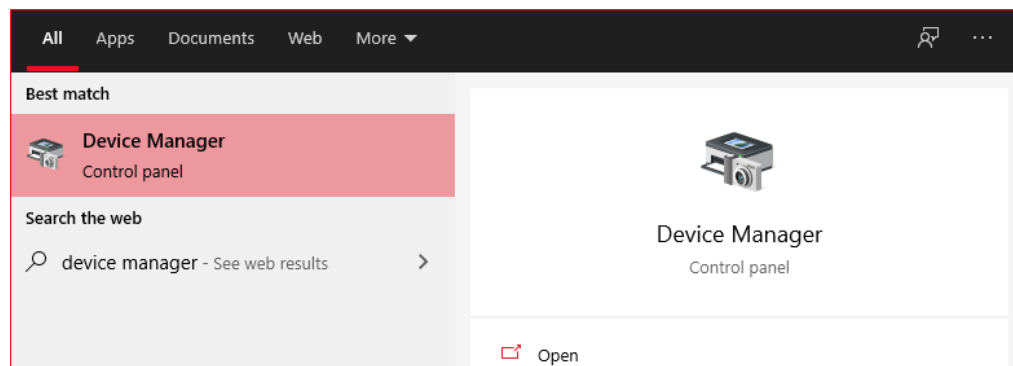 All Apps Documents Web More
Best match
Device Manager
Control panel
Search the web
device manager - See web results
Device Manager
Control panel
Open